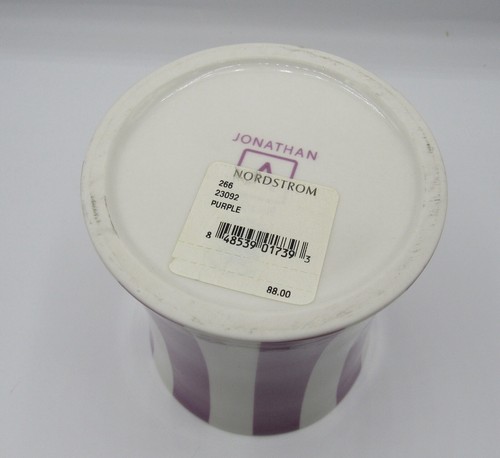 JONATHAN
A
NORDSTROM
266
23092
PURPLE
8 48539 01739 3
88.00